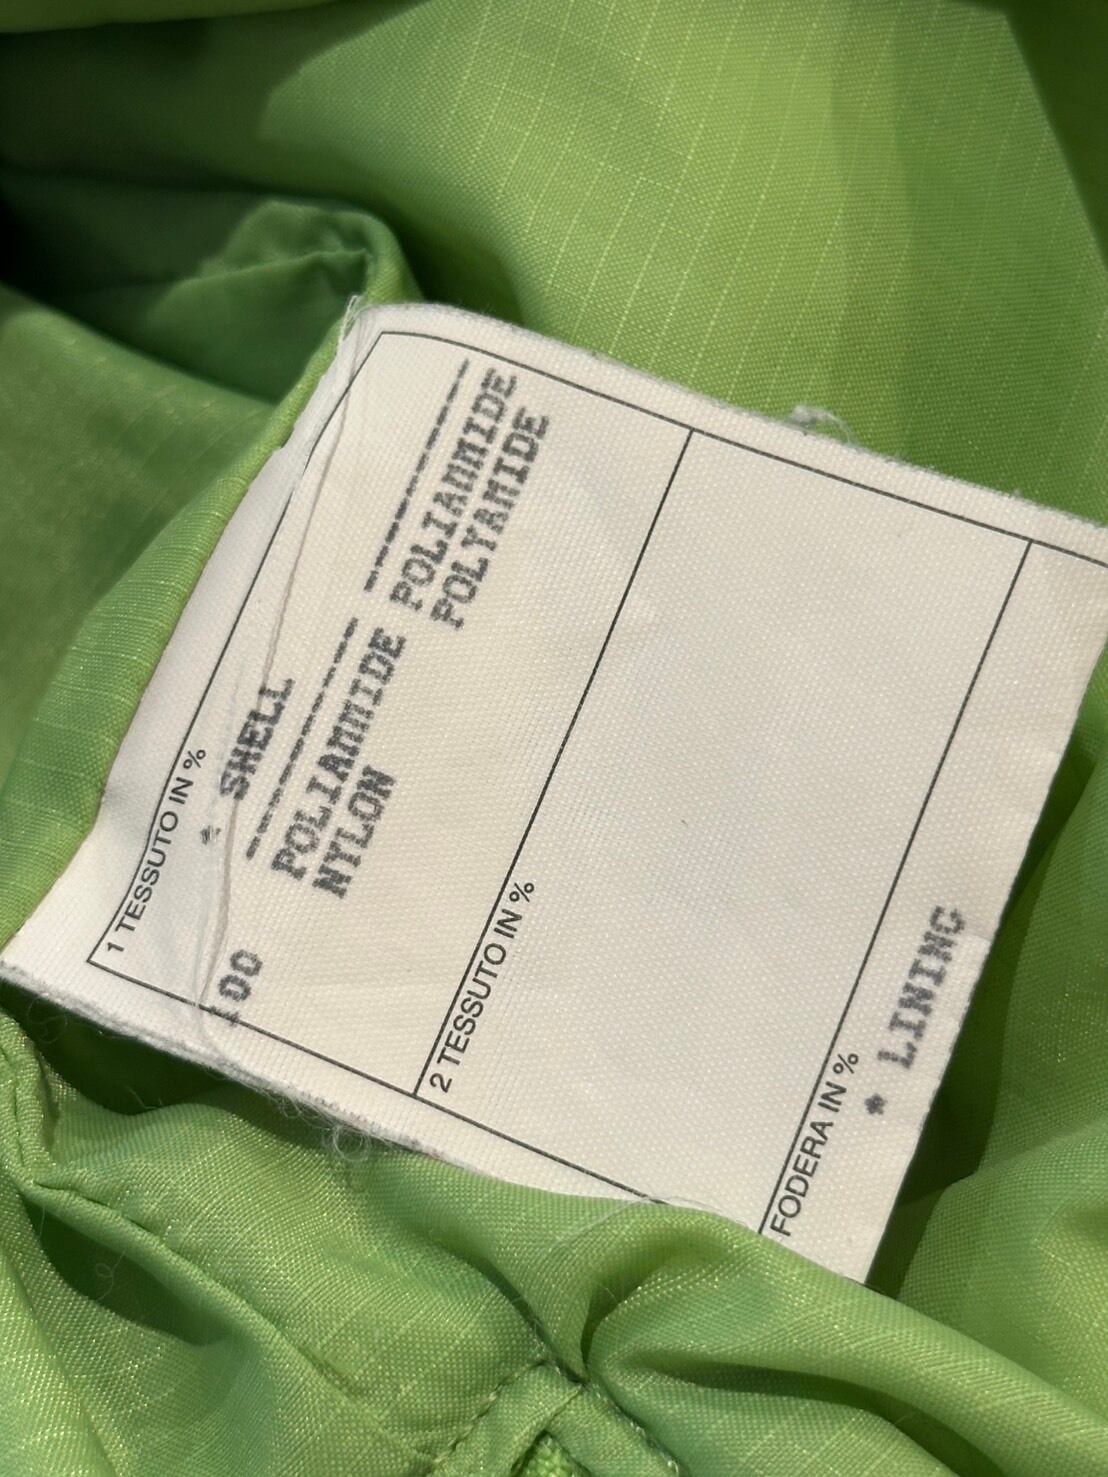 1 TESSUTO IN %
* SHELL
---------- ----------
100 POLIAMMIDE POLIAMMIDE
NYLON POLYAMIDE
2 TESSUTO IN %
FODERA IN %
* LINING